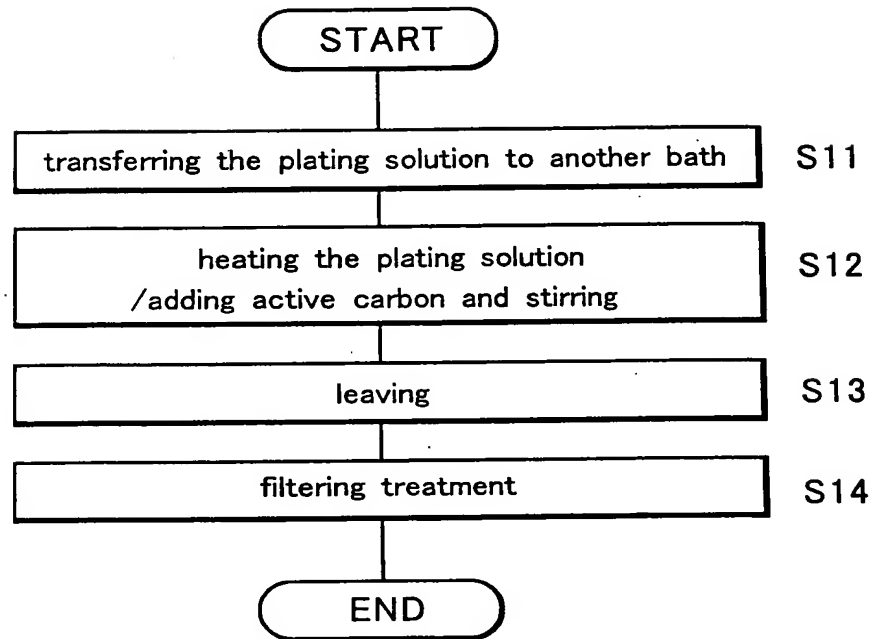 START
transferring the plating solution to another bath S11
heating the plating solution
/adding active carbon and stirring S12
leaving S13
filtering treatment S14
END